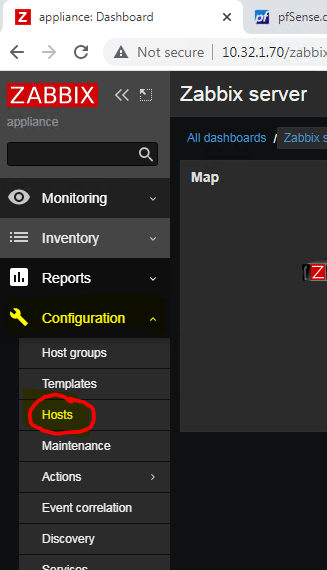 appliance: Dashboard
pfSense.
Not secure | 10.32.1.70/zabbix
ZABBIX
appliance
Zabbix server
All dashboards / Zabbix s
Map
Monitoring
Inventory
Reports
Configuration
Host groups
Templates
Hosts
Maintenance
Actions
Event correlation
Discovery
Services